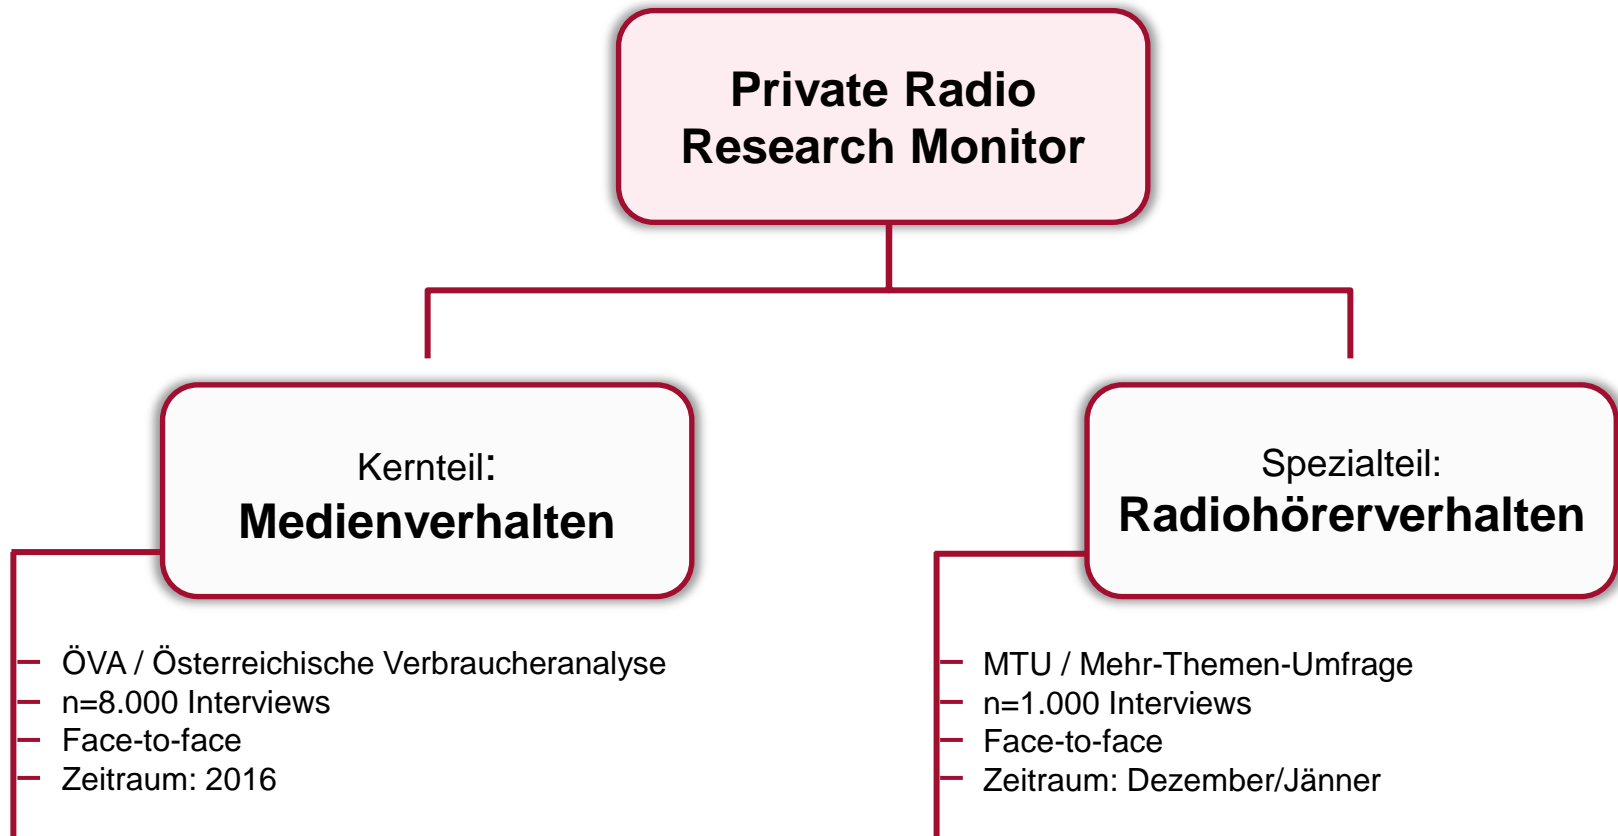 Private Radio
Research Monitor
Kernteil:
Medienverhalten
ÖVA / Österreichische Verbraucheranalyse
n=8.000 Interviews
Face-to-face
Zeitraum: 2016
Spezialteil:
Radiohörerverhalten
MTU / Mehr-Themen-Umfrage
n=1.000 Interviews
Face-to-face
Zeitraum: Dezember/Jänner